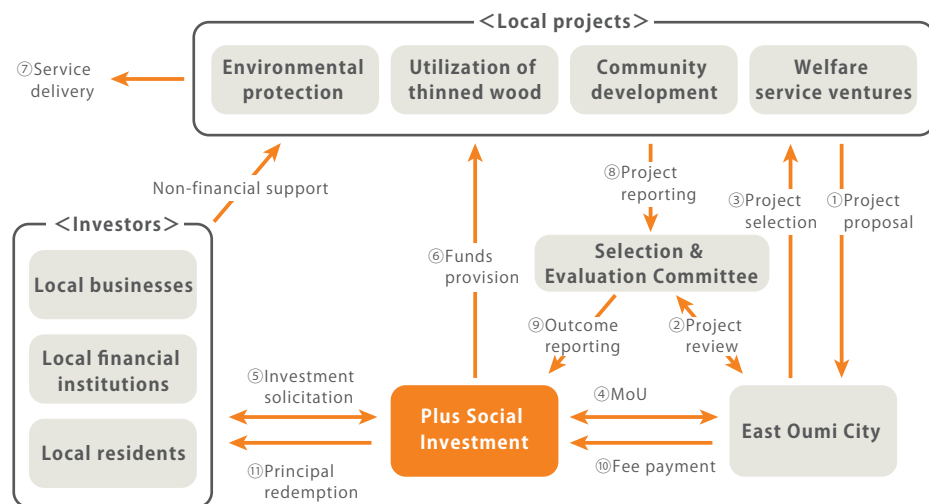 <Local projects>
Environmental
protection
Utilization of
thinned wood
Community
development
Welfare
service ventures
⑦Service
delivery
Non-financial support
⑧Project
reporting
③Project
selection
①Project
proposal
<Investors>
Local businesses
Local financial
institutions
Local residents
⑥Funds
provision
Selection &
Evaluation Committee
⑨Outcome
reporting
②Project
review
⑤Investment
solicitation
Plus Social
Investment
④MoU
East Oumi City
⑪Principal
redemption
⑩Fee payment